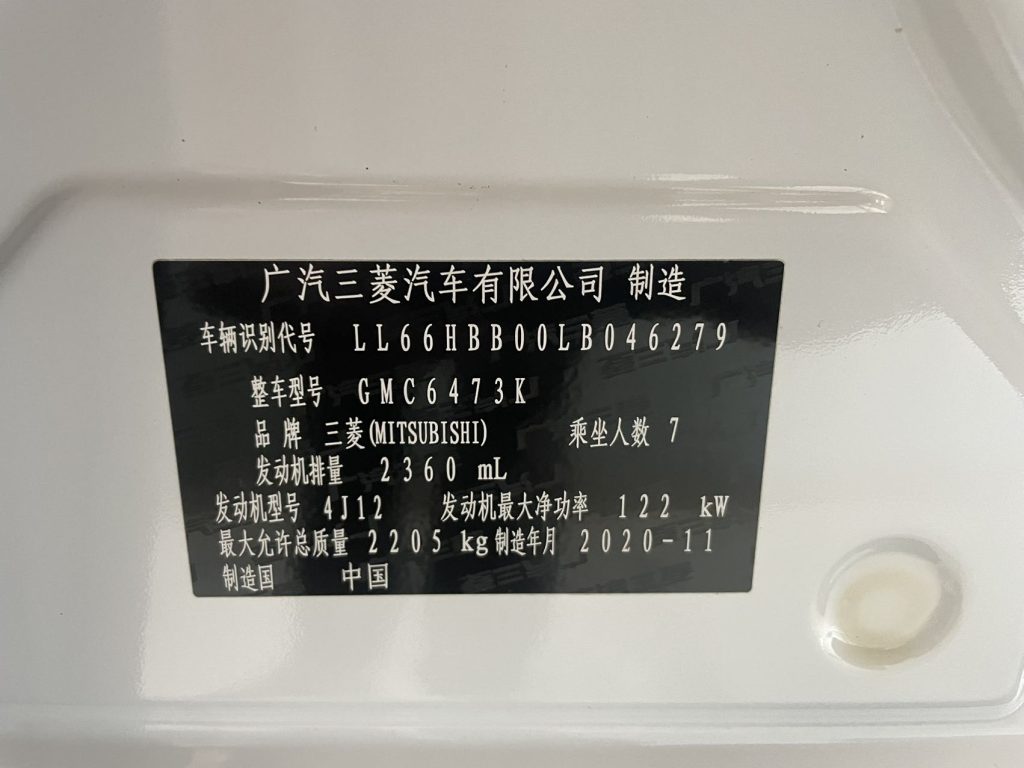 广汽三菱汽车有限公司 制造
车辆识别代号 LL66HBB00LB046279
整车型号 GMC6473K
品牌 三菱(MITSUBISHI) 乘坐人数 7
发动机排量 2360 mL
发动机型号 4J12 发动机最大净功率 122 kW
最大允许总质量 2205 kg 制造年月 2020-11
制造国 中国